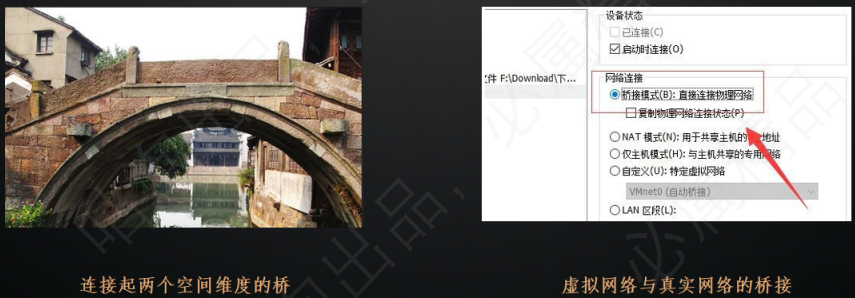 设备状态
已连接(C)
启动时连接(O)
文件 F:\Download\下...
网络连接
桥接模式(B): 直接连接物理网络
复制物理网络连接状态(P)
NAT 模式(N): 用于共享主机的 地址
仅主机模式(H): 与主机共享的专用网络
自定义(U): 特定虚拟网络
VMnet0 (自动桥接)
LAN 区段(L):
连接起两个空间维度的桥
虚拟网络与真实网络的桥接